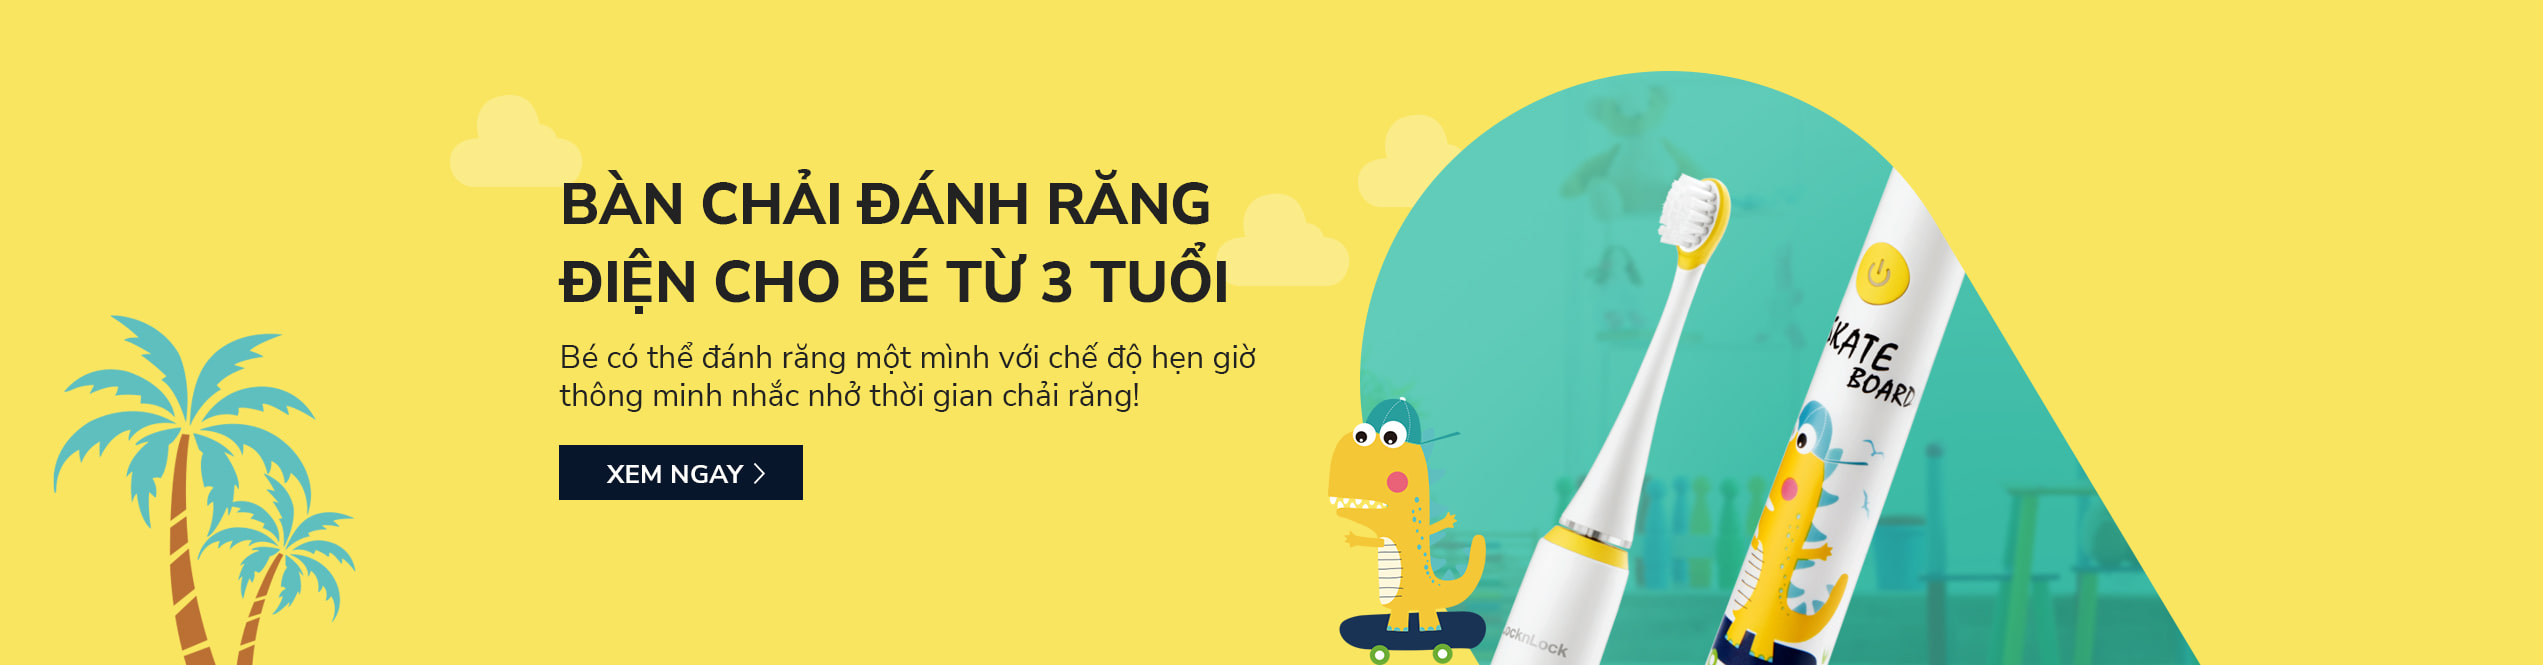 BÀN CHẢI ĐÁNH RĂNG
ĐIỆN CHO BÉ TỪ 3 TUỔI
Bé có thể đánh răng một mình với chế độ hẹn giờ
thông minh nhắc nhở thời gian chải răng!
XEM NGAY
SKATE
BOARD
LocknLock